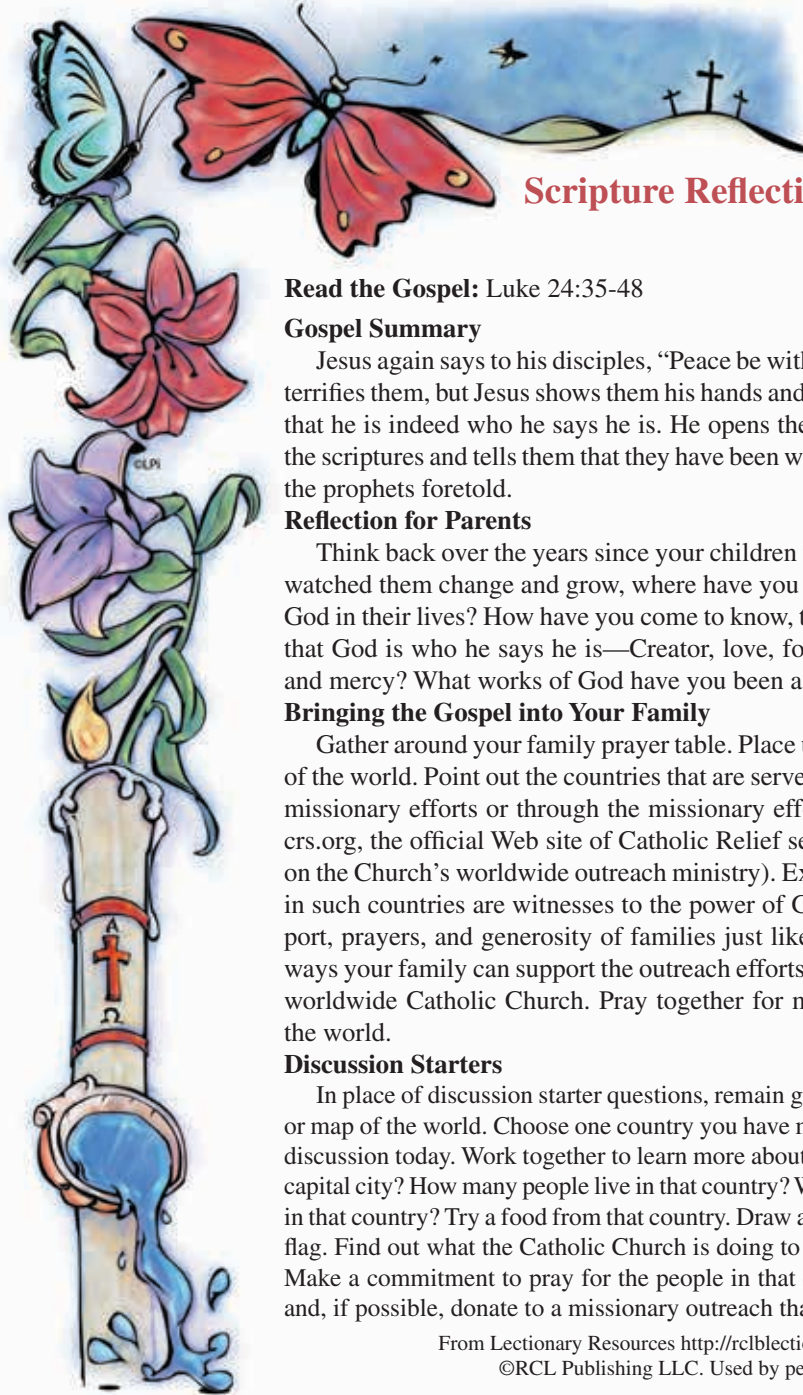 Scripture Reflecti
Read the Gospel: Luke 24:35-48
Gospel Summary
Jesus again says to his disciples, “Peace be with
terrifies them, but Jesus shows them his hands and
that he is indeed who he says he is. He opens the
the scriptures and tells them that they have been w
the prophets foretold.
Reflection for Parents
Think back over the years since your children
watched them change and grow, where have you
God in their lives? How have you come to know, t
that God is who he says he is—Creator, love, fo
and mercy? What works of God have you been a
Bringing the Gospel into Your Family
Gather around your family prayer table. Place
of the world. Point out the countries that are serve
missionary efforts or through the missionary eff
crs.org, the official Web site of Catholic Relief se
on the Church’s worldwide outreach ministry). Ex
in such countries are witnesses to the power of C
port, prayers, and generosity of families just like
ways your family can support the outreach efforts
worldwide Catholic Church. Pray together for m
the world.
Discussion Starters
In place of discussion starter questions, remain g
or map of the world. Choose one country you have
discussion today. Work together to learn more about
capital city? How many people live in that country? W
in that country? Try a food from that country. Draw a
flag. Find out what the Catholic Church is doing to
Make a commitment to pray for the people in that
and, if possible, donate to a missionary outreach tha
From Lectionary Resources http://rclblecti
©RCL Publishing LLC. Used by pe
©LPi
Α
Ω